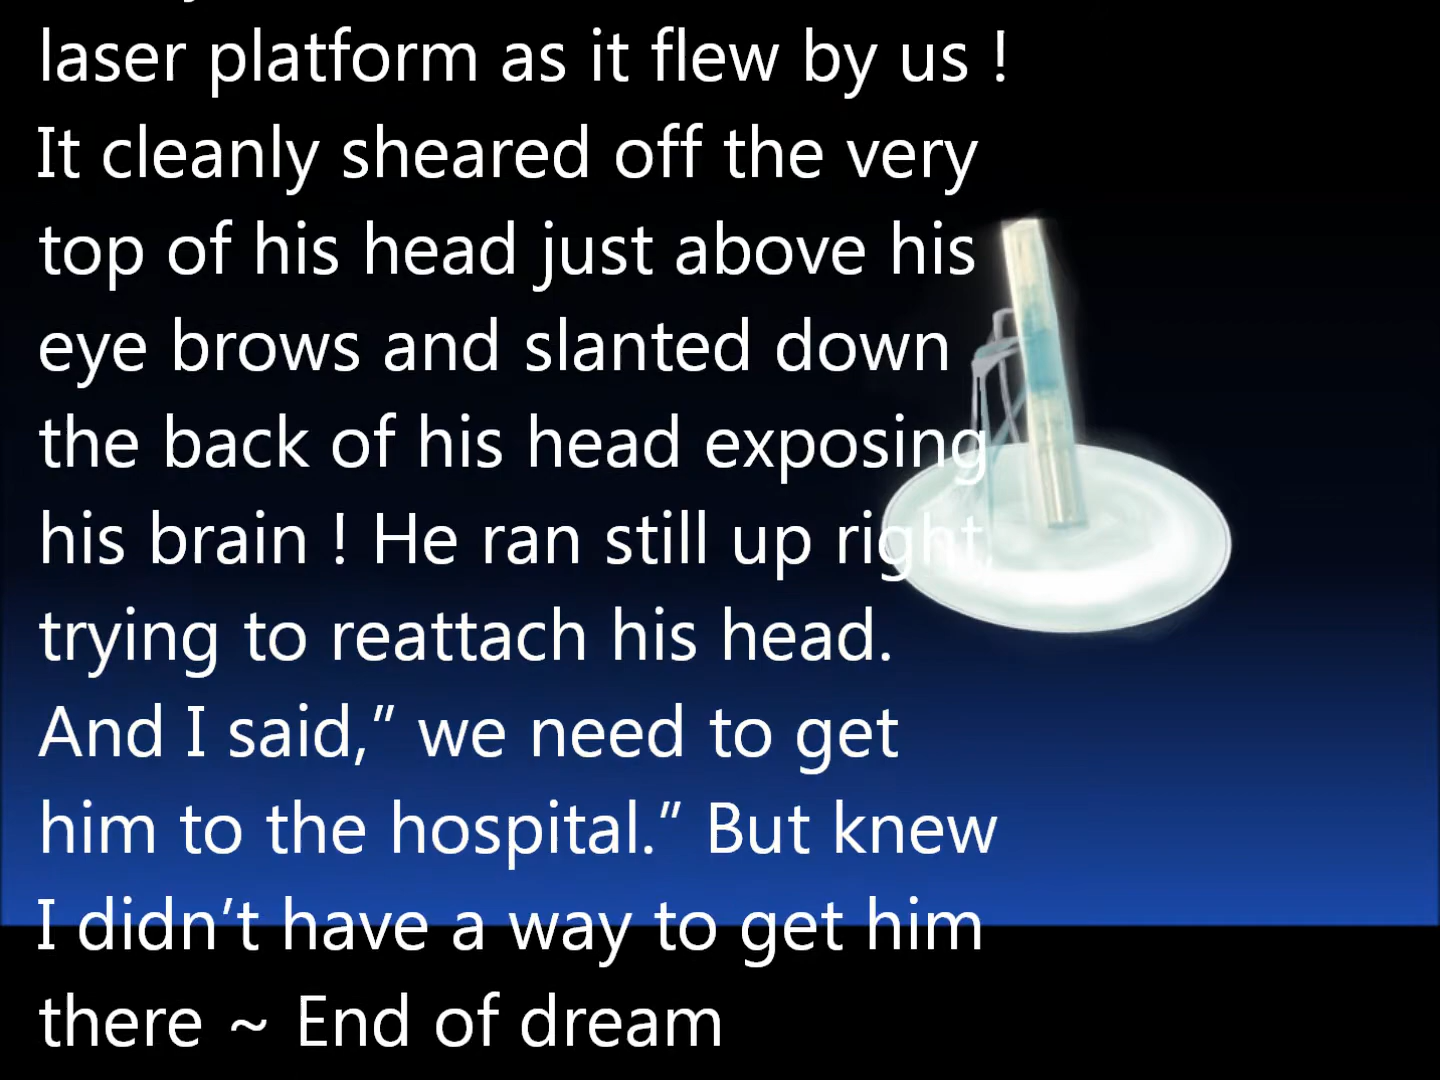 laser platform as it flew by us !
It cleanly sheared off the very
top of his head just above his
eye brows and slanted down
the back of his head exposing
his brain ! He ran still up right,
trying to reattach his head.
And I said,” we need to get
him to the hospital.” But knew
I didn’t have a way to get him
there ~ End of dream